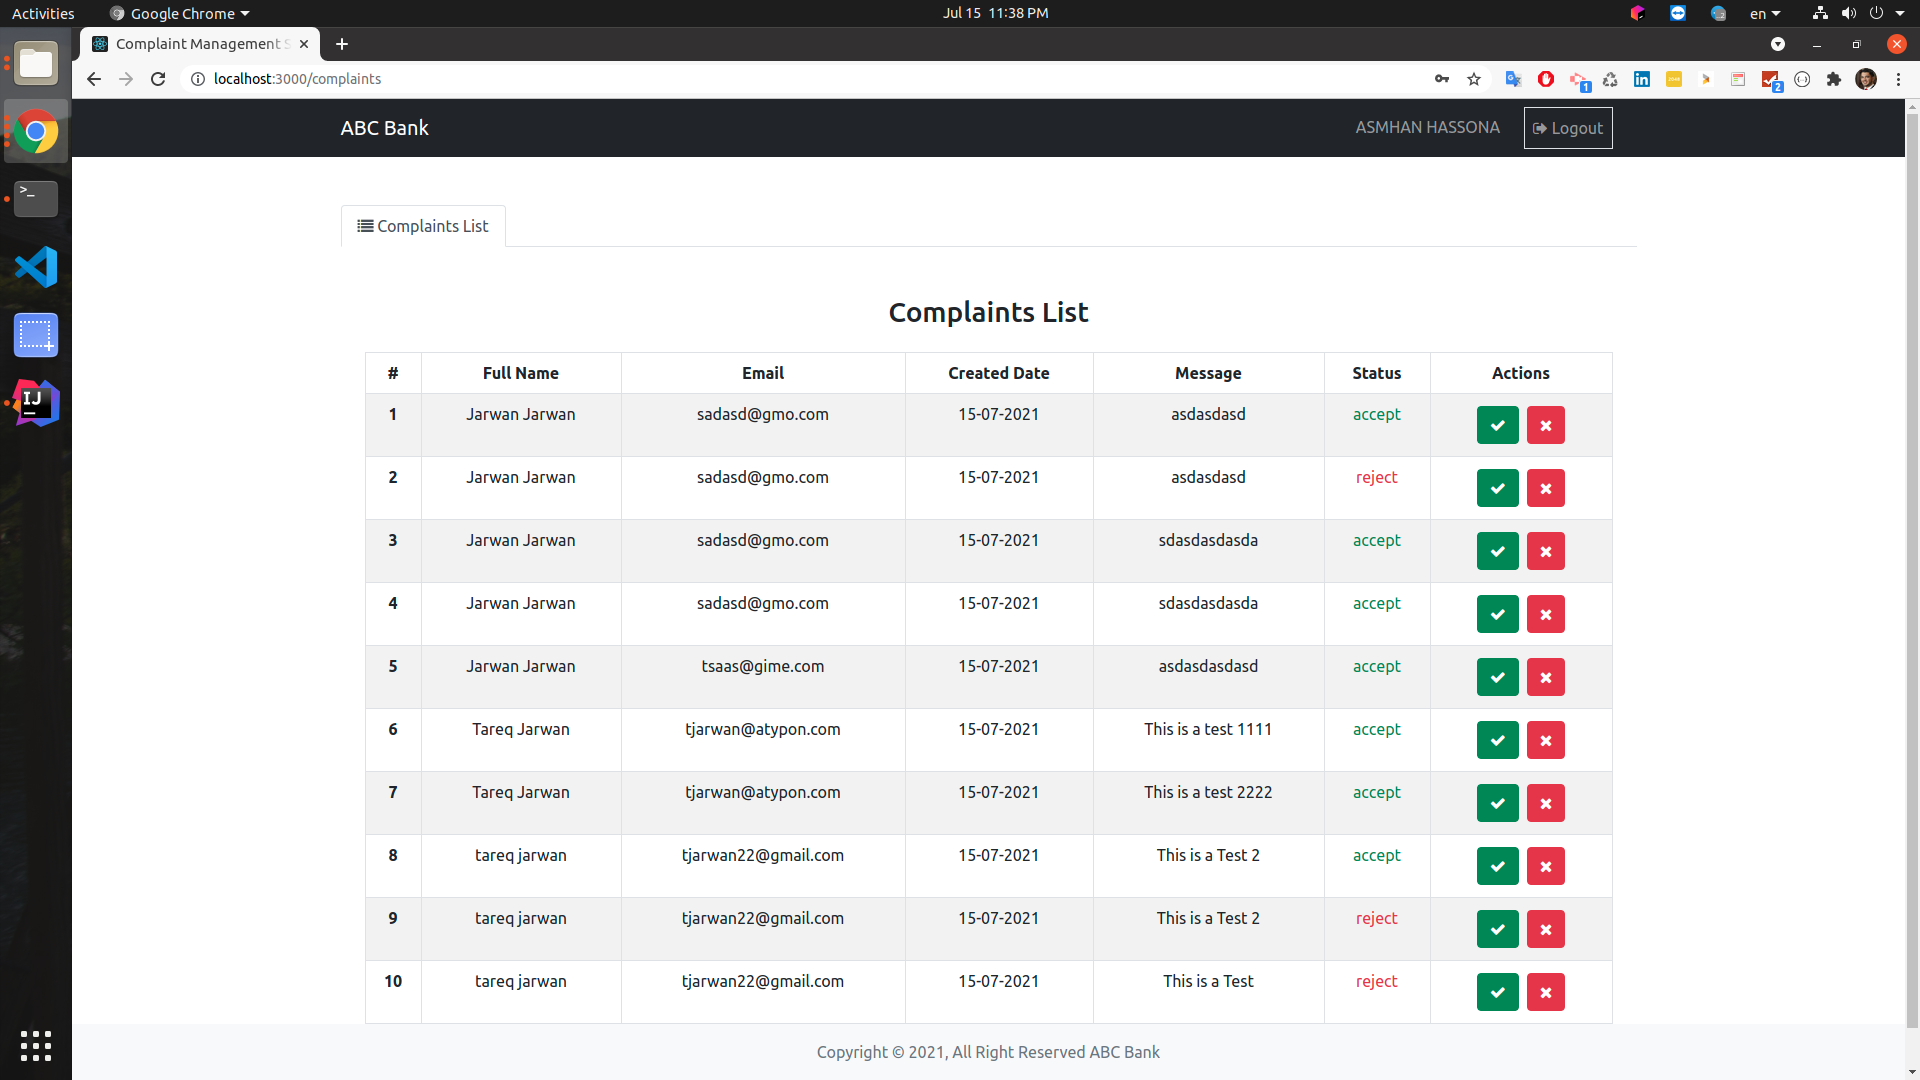 Activities Google Chrome Jul 15 11:38 PM en
Complaint Management S
localhost:3000/complaints
1 2
ABC Bank ASMHAN HASSONA Logout
Complaints List
Complaints List
# Full Name Email Created Date Message Status Actions
1 Jarwan Jarwan sadasd@gmo.com 15-07-2021 asdasdasd accept
2 Jarwan Jarwan sadasd@gmo.com 15-07-2021 asdasdasd reject
3 Jarwan Jarwan sadasd@gmo.com 15-07-2021 sdasdasdasda accept
4 Jarwan Jarwan sadasd@gmo.com 15-07-2021 sdasdasdasda accept
5 Jarwan Jarwan tsaas@gime.com 15-07-2021 asdasdasdasd accept
6 Tareq Jarwan tjarwan@atypon.com 15-07-2021 This is a test 1111 accept
7 Tareq Jarwan tjarwan@atypon.com 15-07-2021 This is a test 2222 accept
8 tareq jarwan tjarwan22@gmail.com 15-07-2021 This is a Test 2 accept
9 tareq jarwan tjarwan22@gmail.com 15-07-2021 This is a Test 2 reject
10 tareq jarwan tjarwan22@gmail.com 15-07-2021 This is a Test reject
Copyright © 2021, All Right Reserved ABC Bank
>_
IJ